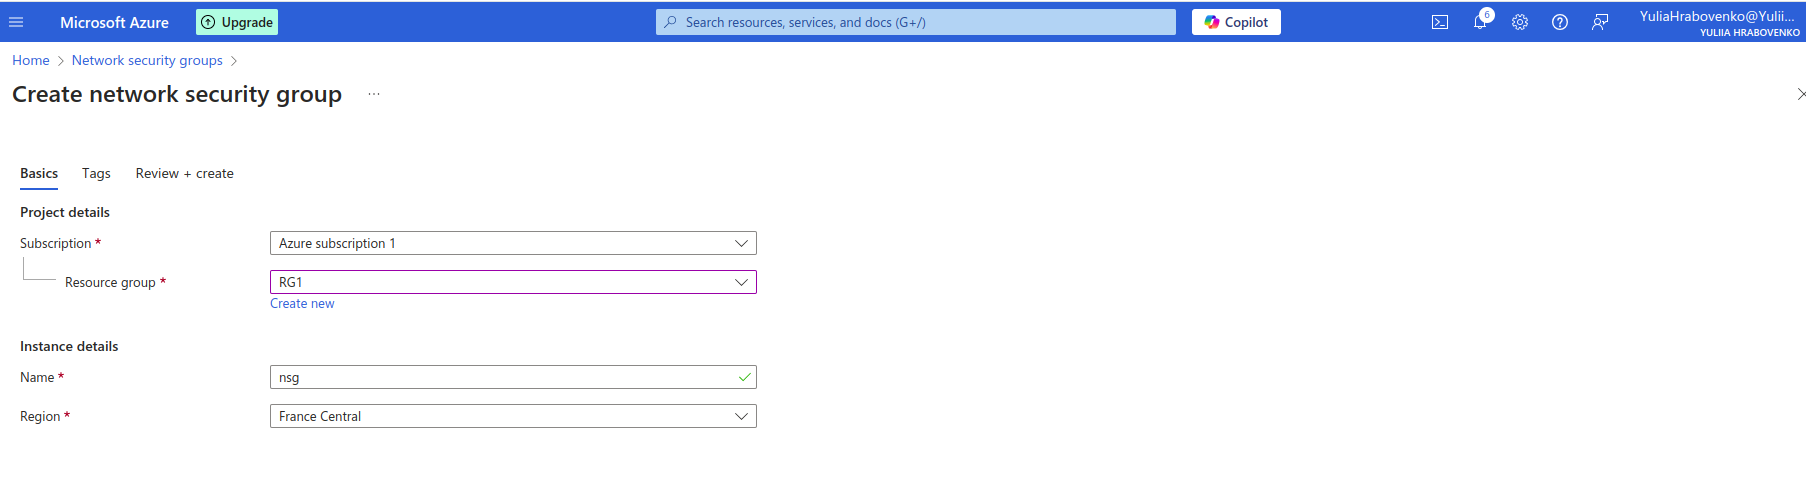 Microsoft Azure Upgrade Search resources, services, and docs (G+/) Copilot 6 YuliaHrabovenko@Yulii...
YULIIA HRABOVENKO
Home > Network security groups >
Create network security group ...
Basics Tags Review + create
Project details
Subscription * Azure subscription 1
Resource group * RG1
Create new
Instance details
Name * nsg
Region * France Central